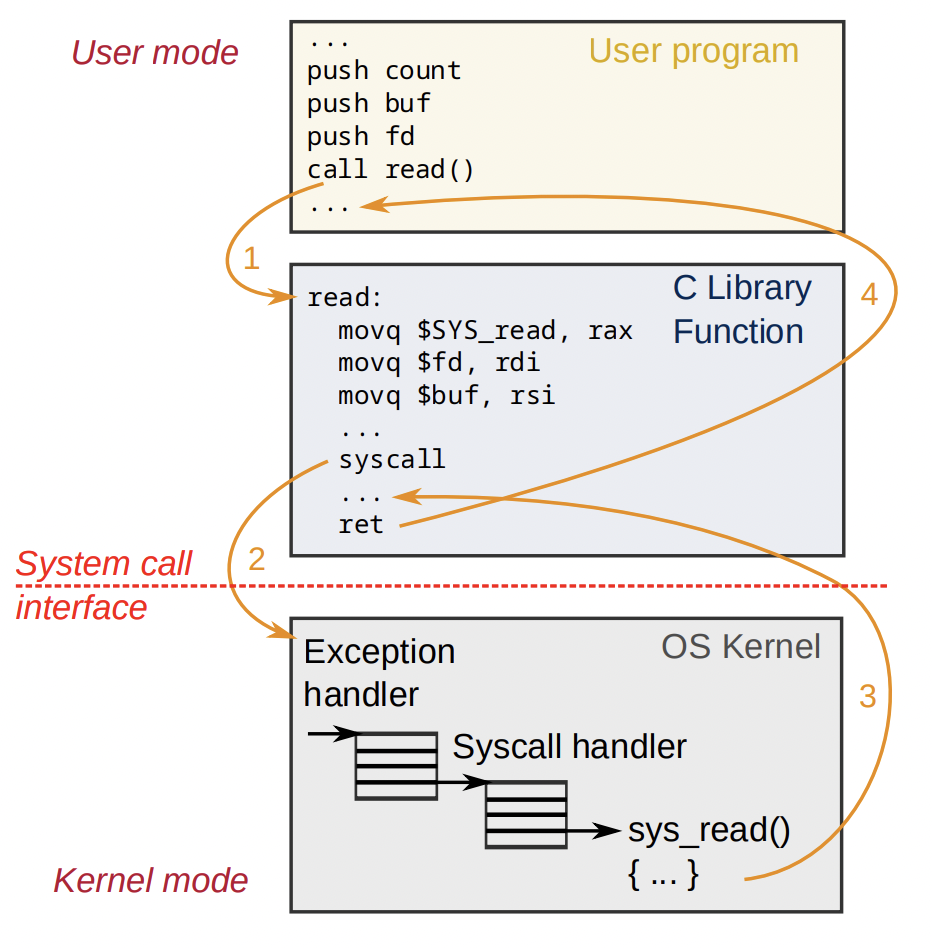 User mode
User program
...
push count
push buf
push fd
call read()
...
1
C Library
Function
4
read:
movq $SYS_read, rax
movq $fd, rdi
movq $buf, rsi
...
syscall
...
ret
2
System call
interface
OS Kernel
Exception
handler
3
Syscall handler
sys_read()
{ ... }
Kernel mode